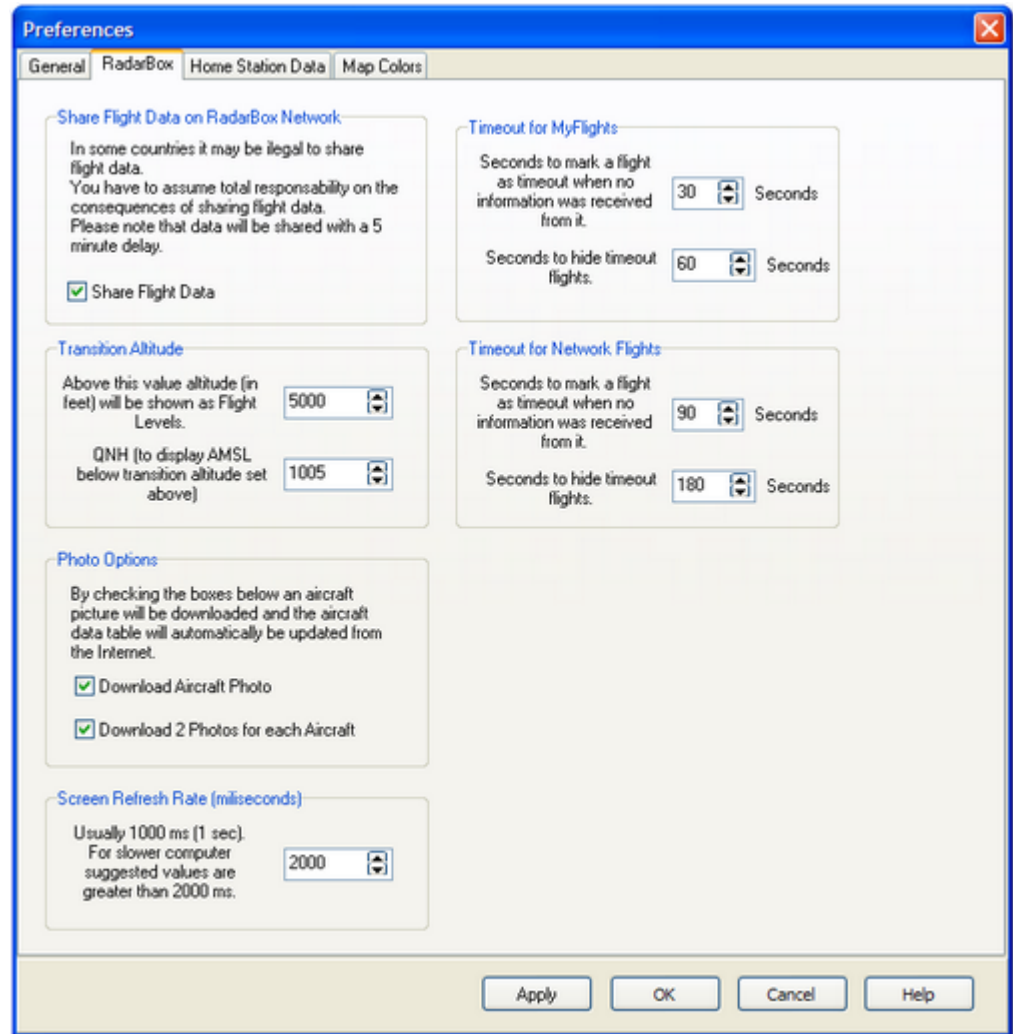 Preferences
General RadarBox Home Station Data Map Colors
Share Flight Data on RadarBox Network
In some countries it may be ilegal to share
flight data.
You have to assume total responsability on the
consequences of sharing flight data.
Please note that data will be shared with a 5
minute delay.
Share Flight Data
Transition Altitude
Above this value altitude (in
feet) will be shown as Flight
Levels.
5000
QNH (to display AMSL
below transition altitude set
above)
1005
Photo Options
By checking the boxes below an aircraft
picture will be downloaded and the aircraft
data table will automatically be updated from
the Internet.
Download Aircraft Photo
Download 2 Photos for each Aircraft
Screen Refresh Rate (miliseconds)
Usually 1000 ms (1 sec).
For slower computer
suggested values are
greater than 2000 ms.
2000
Timeout for MyFlights
Seconds to mark a flight
as timeout when no
information was received
from it.
30 Seconds
Seconds to hide timeout
flights.
60 Seconds
Timeout for Network Flights
Seconds to mark a flight
as timeout when no
information was received
from it.
90 Seconds
Seconds to hide timeout
flights.
180 Seconds
Apply OK Cancel Help